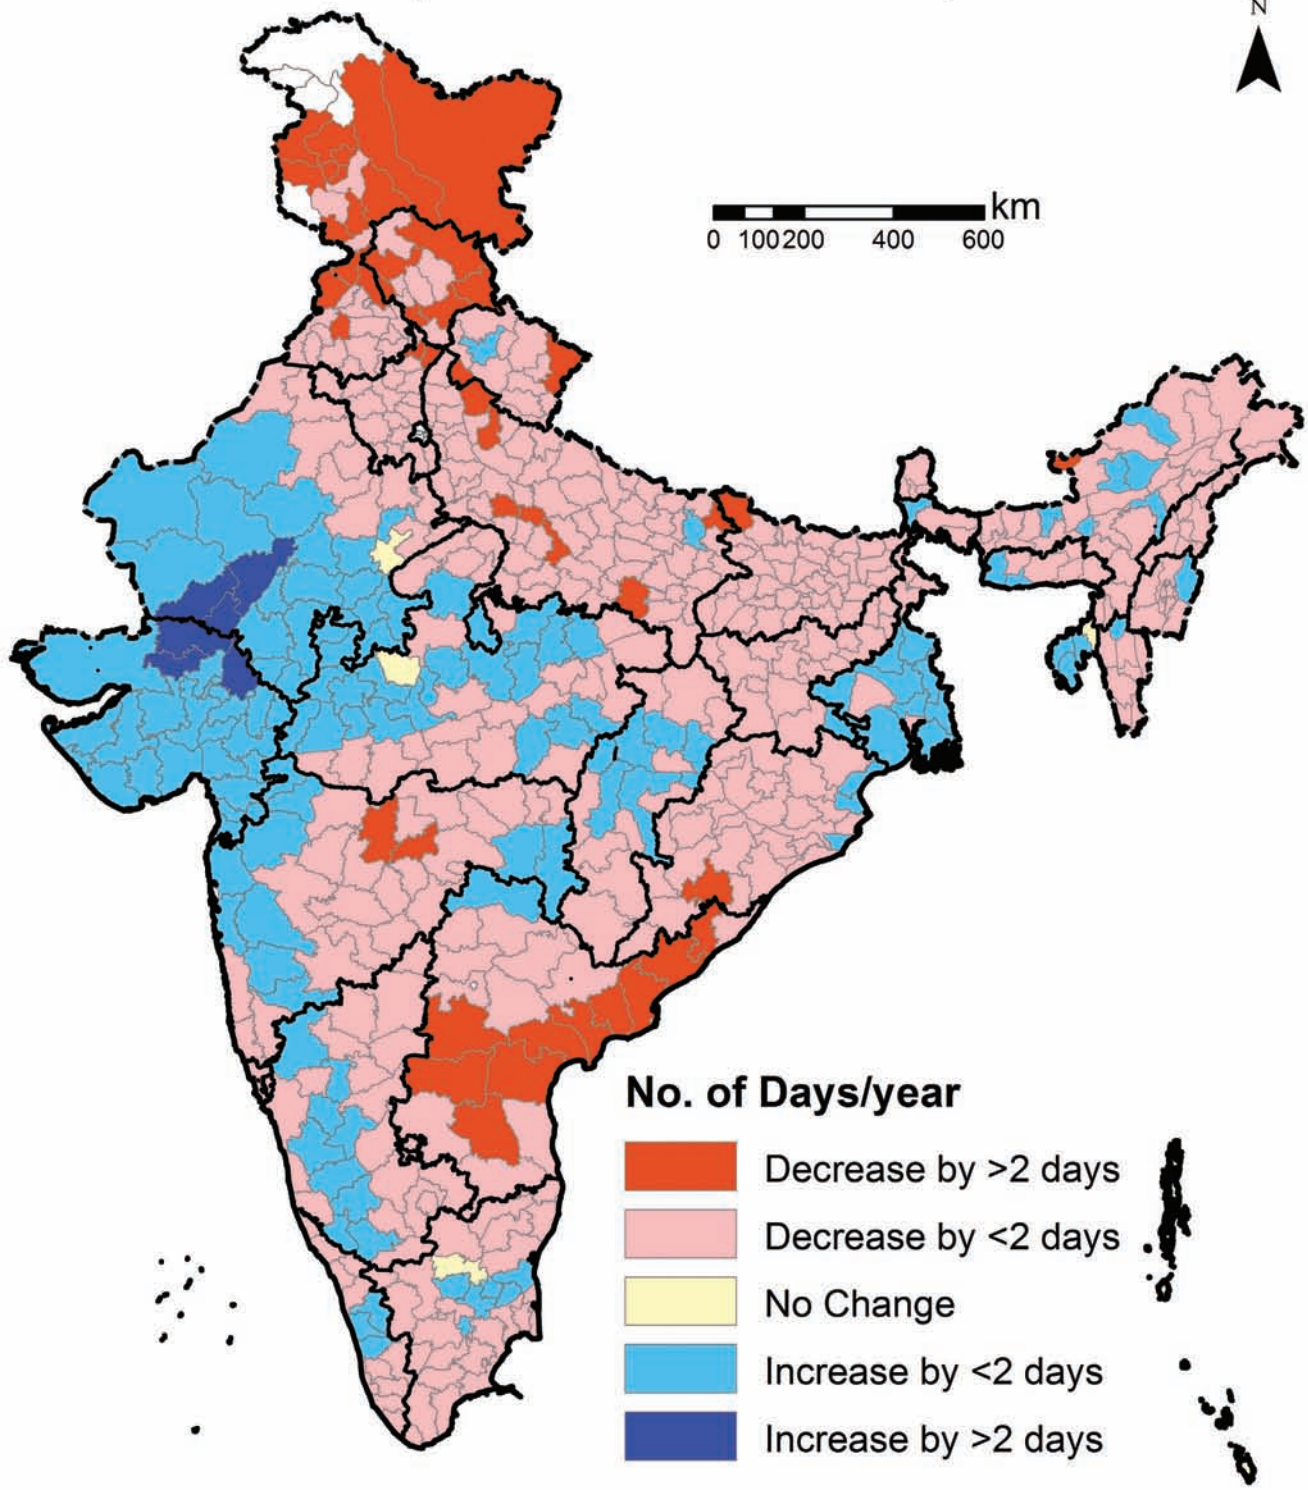 N
km
0 100 200 400 600
No. of Days/year
Decrease by >2 days
Decrease by <2 days
No Change
Increase by <2 days
Increase by >2 days